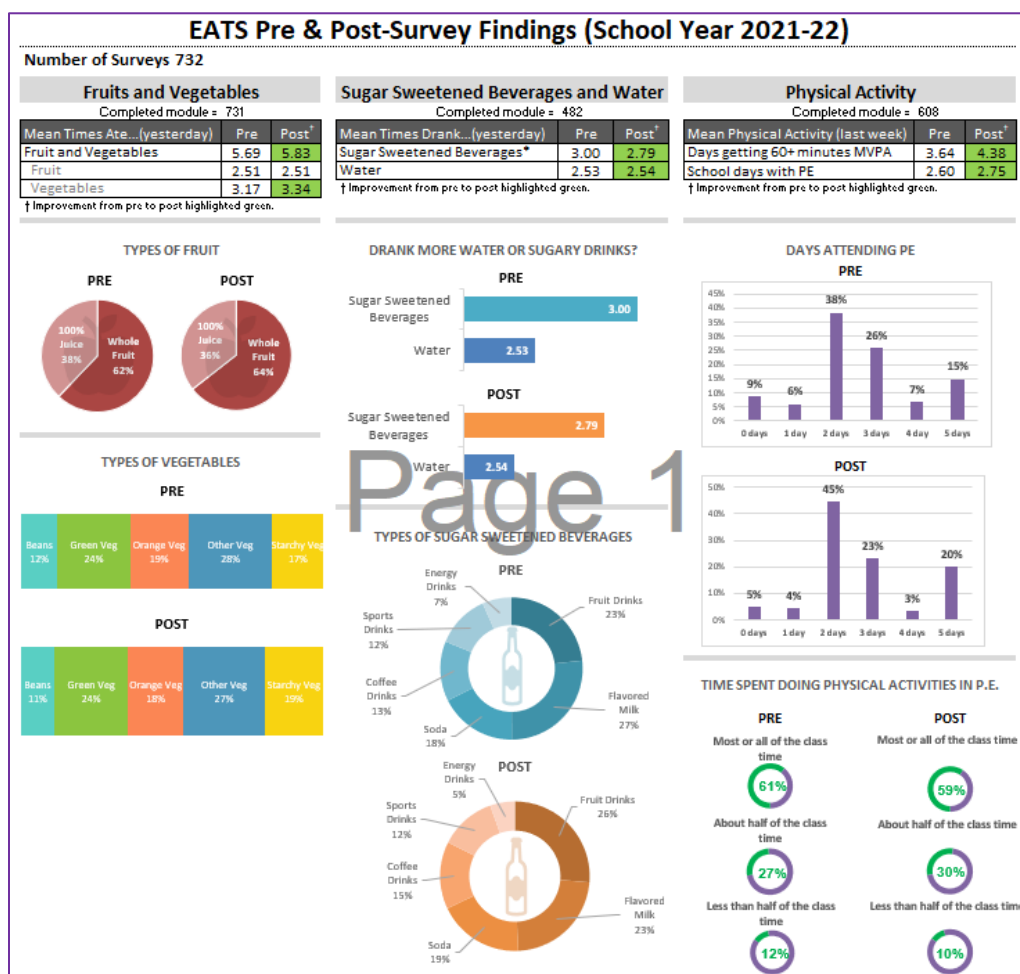 EATS Pre & Post-Survey Findings (School Year 2021-22)
Number of Surveys 732
Fruits and Vegetables
Completed module = 731
Mean Times Ate...(yesterday) Pre Post†
Fruit and Vegetables 5.69 5.83
Fruit 2.51 2.51
Vegetables 3.17 3.34
† Improvement from pre to post highlighted green.
TYPES OF FRUIT
PRE POST
100% Juice 38%
Whole Fruit 62%
100% Juice 36%
Whole Fruit 64%
TYPES OF VEGETABLES
PRE
Beans Green Veg Orange Veg Other Veg Starchy Veg
12% 24% 19% 28% 17%
POST
Beans Green Veg Orange Veg Other Veg Starchy Veg
11% 24% 18% 27% 19%
Sugar Sweetened Beverages and Water
Completed module = 482
Mean Times Drank...(yesterday) Pre Post†
Sugar Sweetened Beverages* 3.00 2.79
Water 2.53 2.54
† Improvement from pre to post highlighted green.
DRANK MORE WATER OR SUGARY DRINKS?
PRE
Sugar Sweetened
Beverages 3.00
Water 2.53
POST
Sugar Sweetened
Beverages 2.79
Water 2.54
Page 1
TYPES OF SUGAR SWEETENED BEVERAGES
PRE
Energy
Drinks
7%
Fruit Drinks
23%
Sports
Drinks
12%
Coffee
Drinks
13%
Flavored
Milk
27%
Soda
18%
POST
Energy
Drinks
5%
Fruit Drinks
26%
Sports
Drinks
12%
Coffee
Drinks
15%
Flavored
Milk
23%
Soda
19%
Physical Activity
Completed module = 608
Mean Physical Activity (last week) Pre Post†
Days getting 60+ minutes MVPA 3.64 4.38
School days with PE 2.60 2.75
† Improvement from pre to post highlighted green.
DAYS ATTENDING PE
PRE
45%
40%
35%
30%
25%
20%
15%
10%
5%
0%
9% 6% 38% 26% 7% 15%
0 days 1 day 2 days 3 days 4 day 5 days
POST
50%
40%
30%
20%
10%
0%
5% 4% 45% 23% 3% 20%
0 days 1 day 2 days 3 days 4 days 5 days
TIME SPENT DOING PHYSICAL ACTIVITIES IN P.E.
PRE POST
Most or all of the class
time
61%
Most or all of the class time
59%
About half of the class
time
27%
About half of the class time
30%
Less than half of the class
time
12%
Less than half of the class time
10%